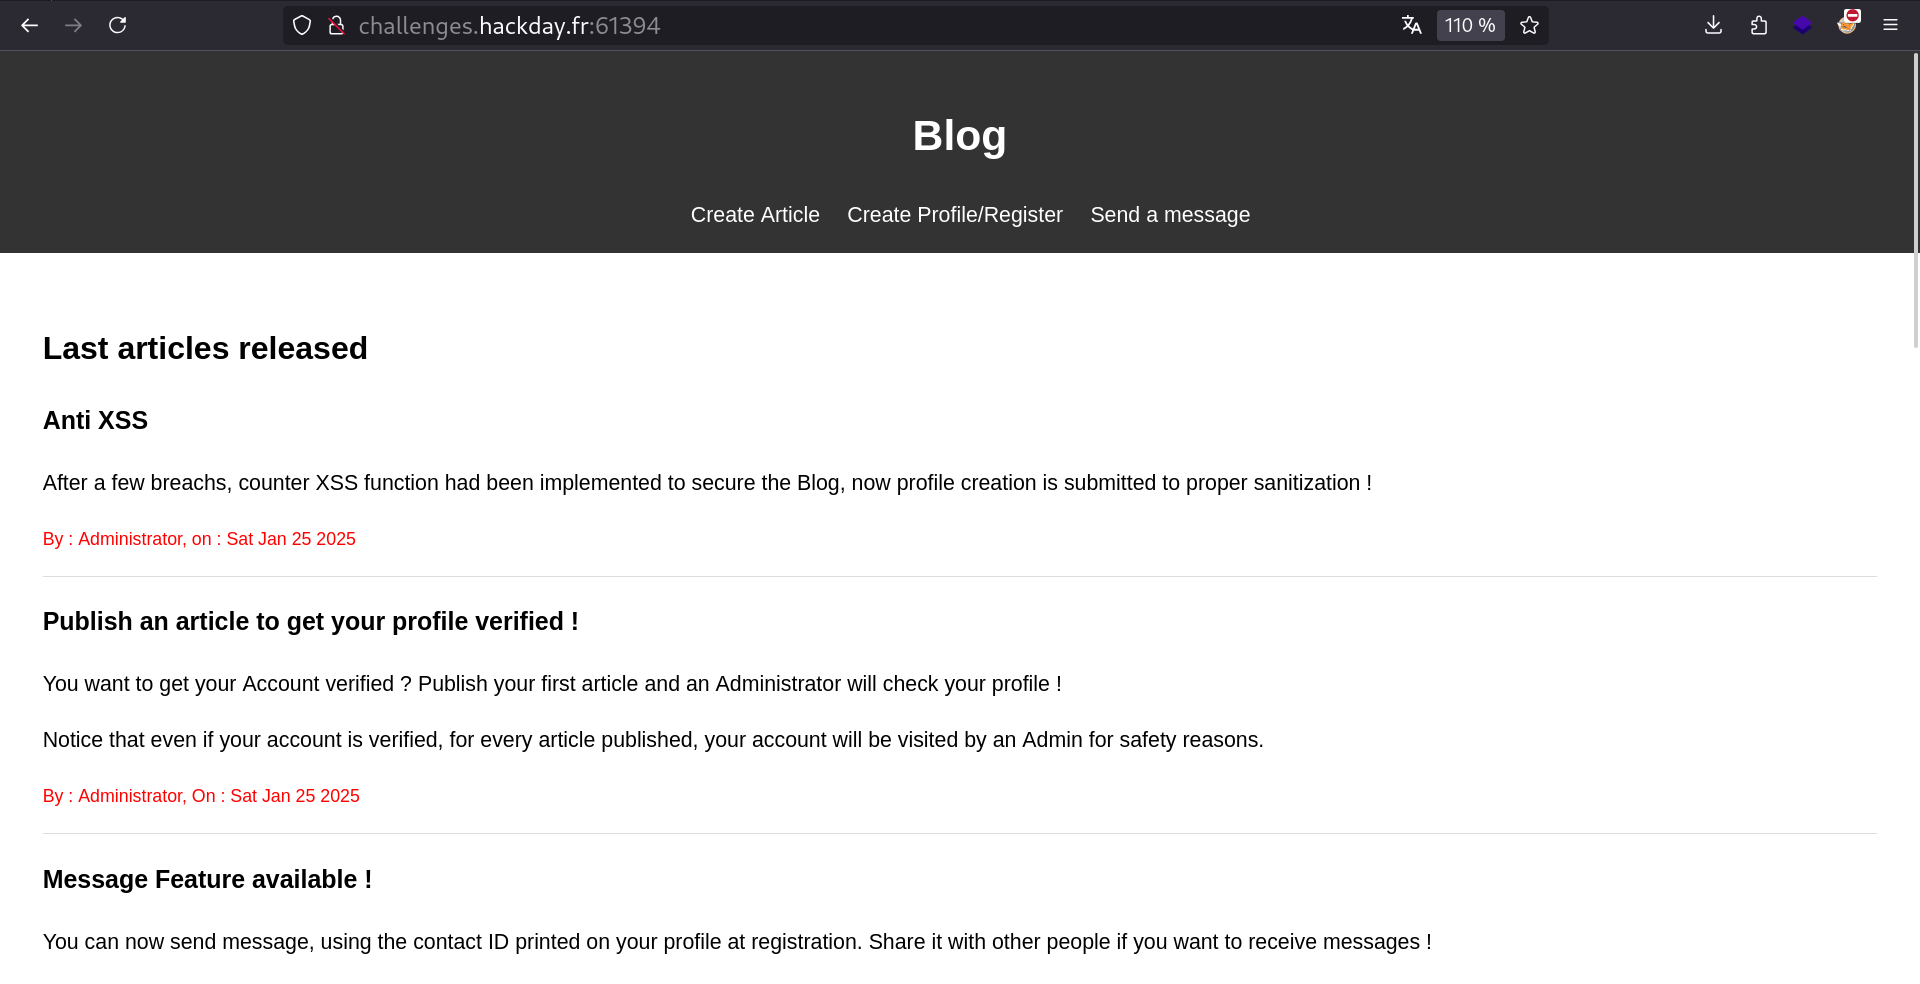 challenges.hackday.fr:61394
110 %
Blog
Create Article Create Profile/Register Send a message
Last articles released
Anti XSS
After a few breachs, counter XSS function had been implemented to secure the Blog, now profile creation is submitted to proper sanitization !
By : Administrator, on : Sat Jan 25 2025
Publish an article to get your profile verified !
You want to get your Account verified ? Publish your first article and an Administrator will check your profile !
Notice that even if your account is verified, for every article published, your account will be visited by an Admin for safety reasons.
By : Administrator, On : Sat Jan 25 2025
Message Feature available !
You can now send message, using the contact ID printed on your profile at registration. Share it with other people if you want to receive messages !